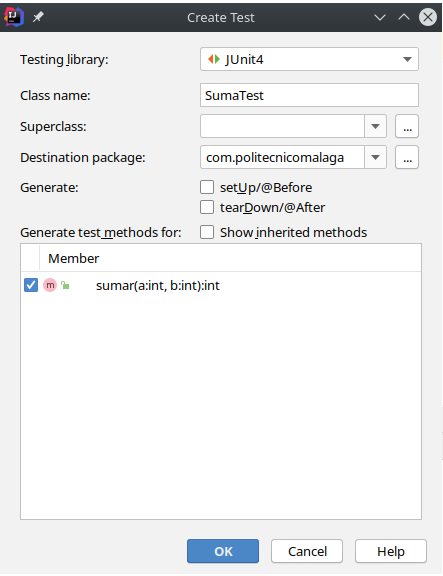 Create Test
Testing library: JUnit4
Class name: SumaTest
Superclass: ...
Destination package: com.politecnicomalaga ...
Generate: setUp/@Before
tearDown/@After
Generate test methods for: Show inherited methods
Member
m sumar(a:int, b:int):int
OK Cancel Help